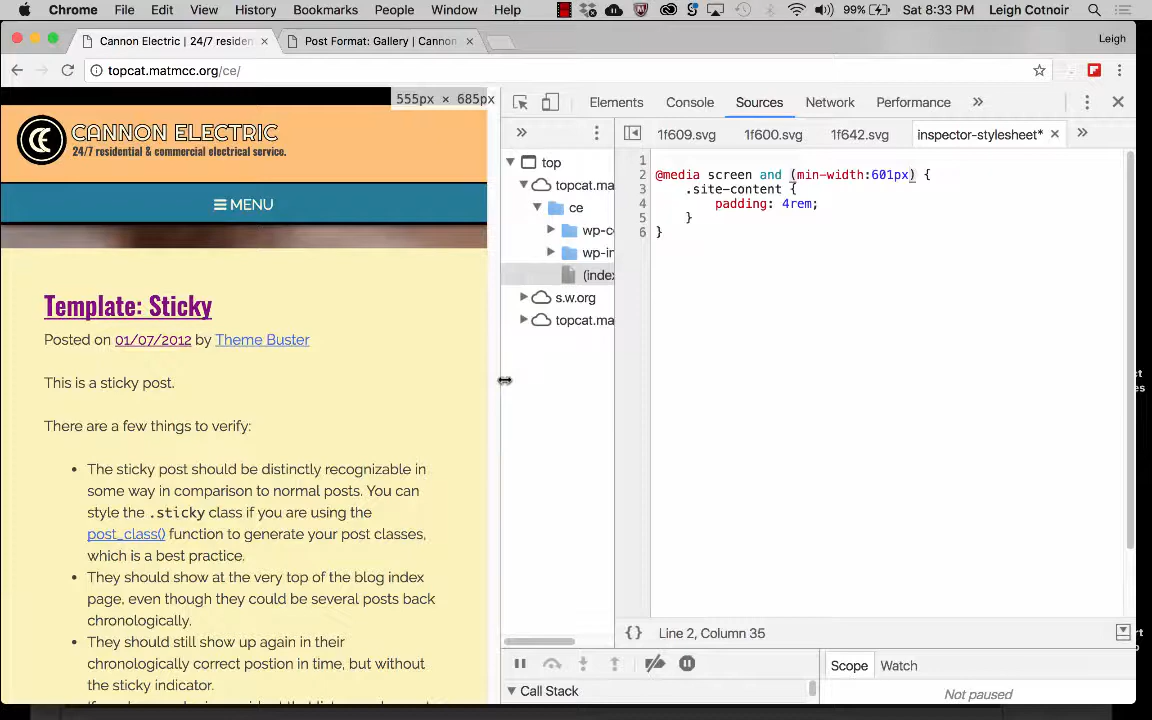 Chrome File Edit View History Bookmarks People Window Help 99% Sat 8:33 PM Leigh Cotnoir
Cannon Electric | 24/7 residen × Post Format: Gallery | Cannon × Leigh
topcat.matmcc.org/ce/
555px × 685px
Elements Console Sources Network Performance »
CANNON ELECTRIC
24/7 residential & commercial electrical service.
MENU
Template: Sticky
Posted on 01/07/2012 by Theme Buster
This is a sticky post.
There are a few things to verify:
• The sticky post should be distinctly recognizable in
some way in comparison to normal posts. You can
style the .sticky class if you are using the
post_class() function to generate your post classes,
which is a best practice.
• They should show at the very top of the blog index
page, even though they could be several posts back
chronologically.
• They should still show up again in their
chronologically correct postion in time, but without
the sticky indicator.
»
top
topcat.ma
ce
wp-c
wp-in
(index
s.w.org
topcat.ma
1f609.svg 1f600.svg 1f642.svg inspector-stylesheet* × »
1
2 @media screen and (min-width:601px) {
3 .site-content {
4 padding: 4rem;
5 }
6 }
{} Line 2, Column 35
Scope Watch
Call Stack
Not paused